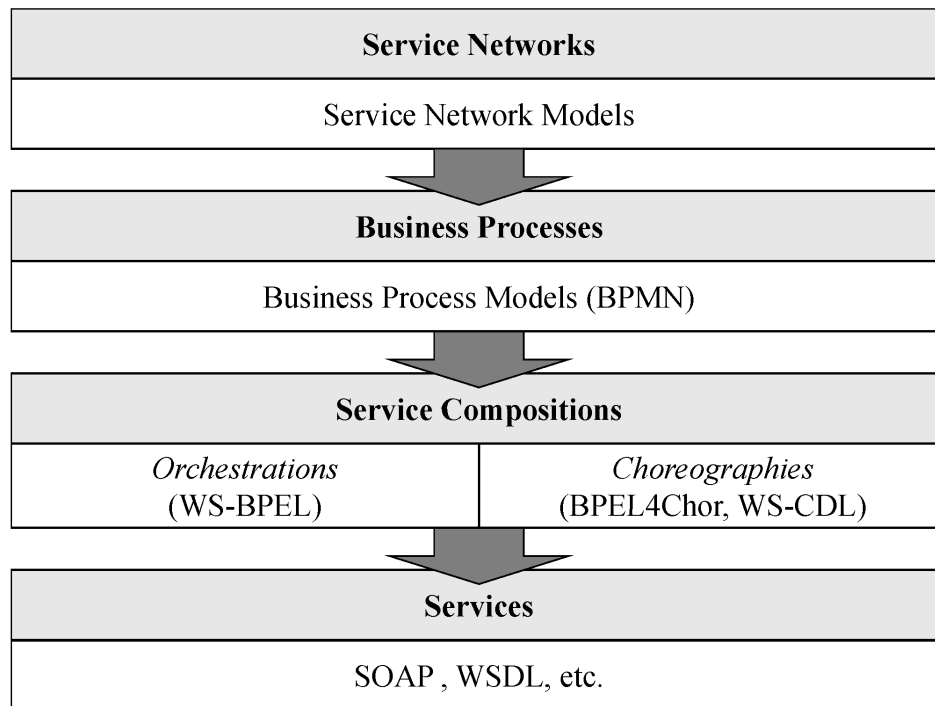 Service Networks
Service Network Models
Business Processes
Business Process Models (BPMN)
Service Compositions
Orchestrations
(WS-BPEL)
Choreographies
(BPEL4Chor, WS-CDL)
Services
SOAP , WSDL, etc.